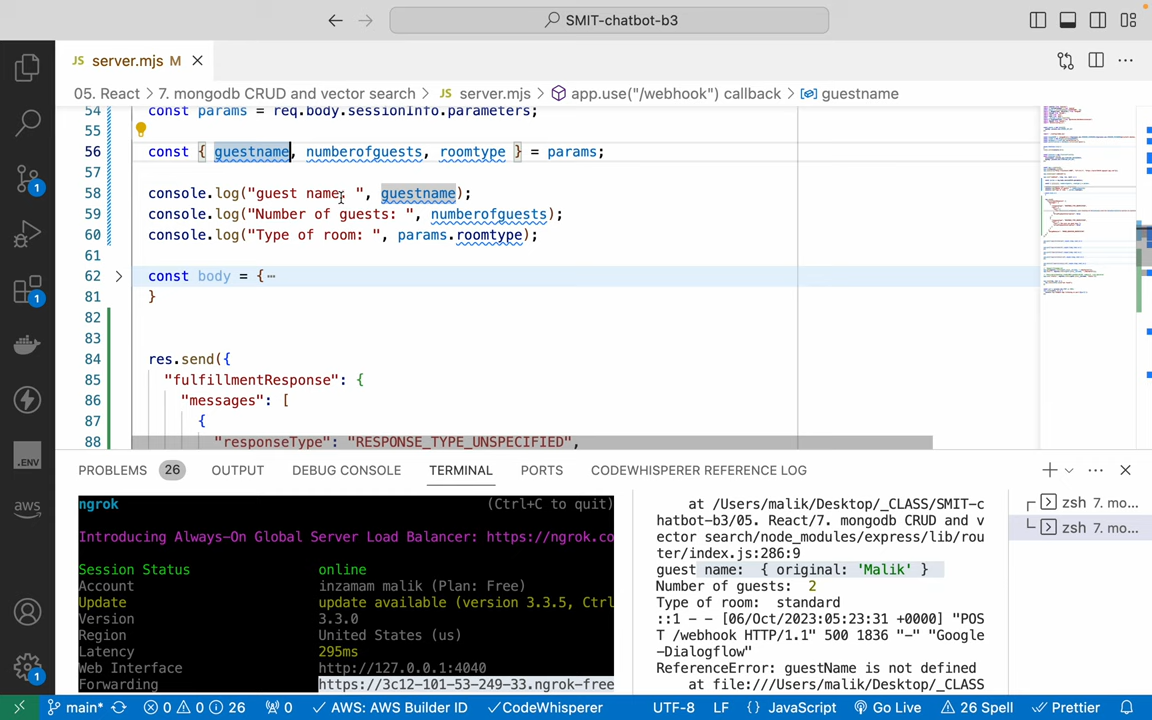 SMIT-chatbot-b3
JS server.mjs M
05. React > 7. mongodb CRUD and vector search > JS server.mjs > app.use("/webhook") callback > guestname
54 const params = req.body.sessionInfo.parameters;
55
56 const { guestname, numberofguests, roomtype } = params;
57
58 console.log("guest name: ", guestname);
59 console.log("Number of guests: ", numberofguests);
60 console.log("Type of room: ", params.roomtype);
61
62 const body = {…
81 }
82
83
84 res.send({
85 "fulfillmentResponse": {
86 "messages": [
87 {
88 "responseType": "RESPONSE_TYPE_UNSPECIFIED",
PROBLEMS 26 OUTPUT DEBUG CONSOLE TERMINAL PORTS CODEWHISPERER REFERENCE LOG
ngrok (Ctrl+C to quit)
Introducing Always-On Global Server Load Balancer: https://ngrok.co
Session Status online
Account inzamam malik (Plan: Free)
Update update available (version 3.3.5, Ctrl
Version 3.3.0
Region United States (us)
Latency 295ms
Web Interface http://127.0.0.1:4040
Forwarding https://3c12-101-53-249-33.ngrok-free
at /Users/malik/Desktop/_CLASS/SMIT-c
hatbot-b3/05. React/7. mongodb CRUD and v
ector search/node_modules/express/lib/rou
ter/index.js:286:9
guest name: { original: 'Malik' }
Number of guests: 2
Type of room: standard
::1 - - [06/Oct/2023:05:23:31 +0000] "POS
T /webhook HTTP/1.1" 500 1836 "-" "Google
-Dialogflow"
ReferenceError: guestName is not defined
at file:///Users/malik/Desktop/_CLASS
zsh 7. mo...
zsh 7. mo...
1
1
.ENV
aws
1
main* 0 0 26 0 AWS: AWS Builder ID CodeWhisperer UTF-8 LF {} JavaScript Go Live 26 Spell Prettier